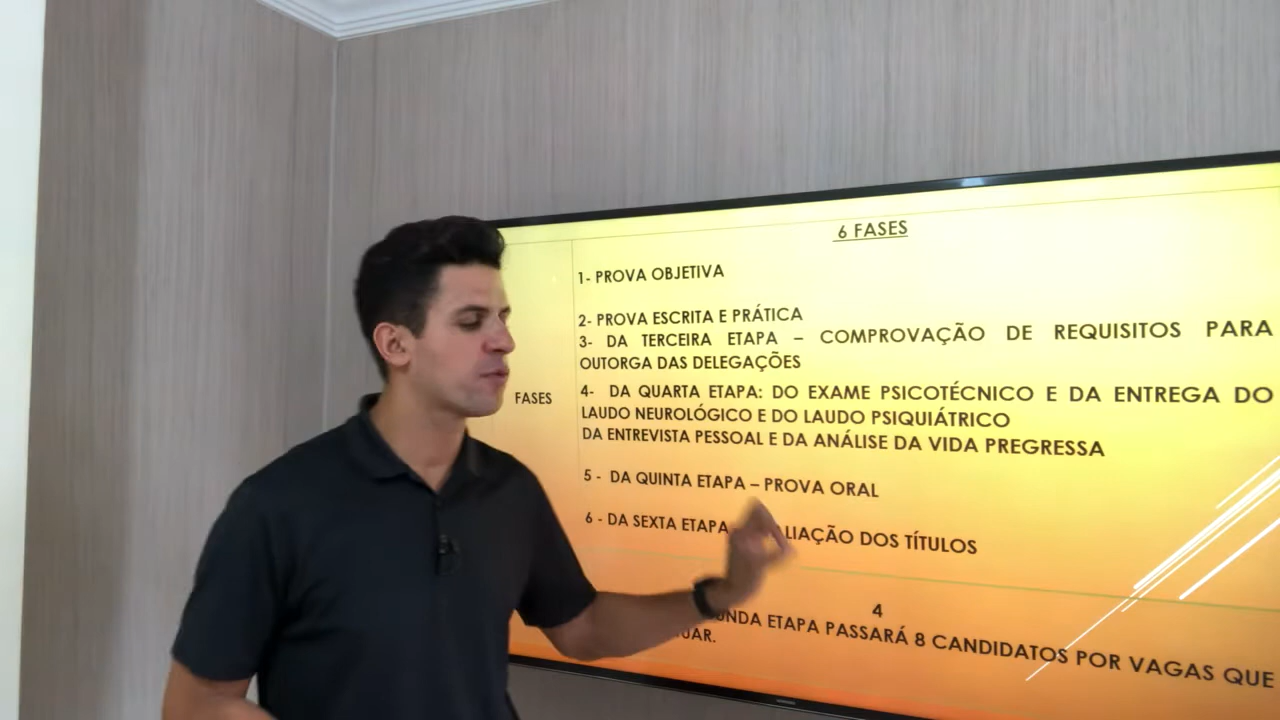 6 FASES
1- PROVA OBJETIVA
2- PROVA ESCRITA E PRÁTICA
3- DA TERCEIRA ETAPA – COMPROVAÇÃO DE REQUISITOS PARA
OUTORGA DAS DELEGAÇÕES
FASES
4- DA QUARTA ETAPA: DO EXAME PSICOTÉCNICO E DA ENTREGA DO
LAUDO NEUROLÓGICO E DO LAUDO PSIQUIÁTRICO
DA ENTREVISTA PESSOAL E DA ANÁLISE DA VIDA PREGRESSA
5 - DA QUINTA ETAPA – PROVA ORAL
6 - DA SEXTA ETAPA DOS TÍTULOS
4
ETAPA PASSARÁ 8 CANDIDATOS POR VAGAS QUE